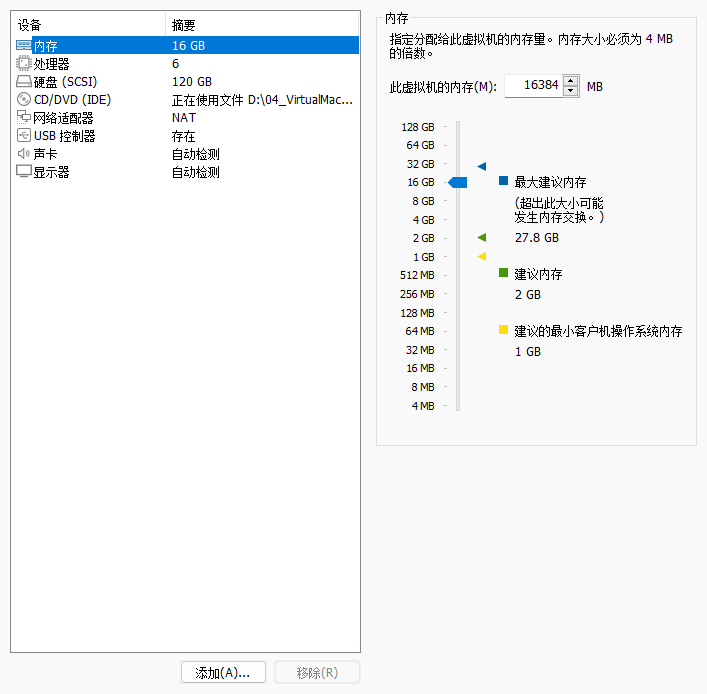 设备 摘要
内存 16 GB
处理器 6
硬盘 (SCSI) 120 GB
CD/DVD (IDE) 正在使用文件 D:\04_VirtualMac...
网络适配器 NAT
USB 控制器 存在
声卡 自动检测
显示器 自动检测
添加(A)... 移除(R)
内存
指定分配给此虚拟机的内存量。内存大小必须为 4 MB
的倍数。
此虚拟机的内存(M): 16384 MB
128 GB
64 GB
32 GB
16 GB
8 GB
4 GB
2 GB
1 GB
512 MB
256 MB
128 MB
64 MB
32 MB
16 MB
8 MB
4 MB
最大建议内存
(超出此大小可能
发生内存交换。)
27.8 GB
建议内存
2 GB
建议的最小客户机操作系统内存
1 GB